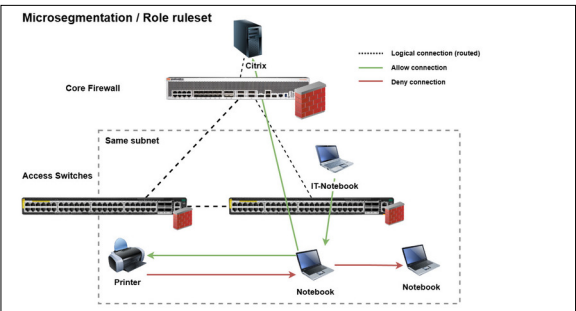 Microsegmentation / Role ruleset
Citrix
Logical connection (routed)
Allow connection
Deny connection
Core Firewall
Same subnet
IT-Notebook
Access Switches
Printer
Notebook
Notebook